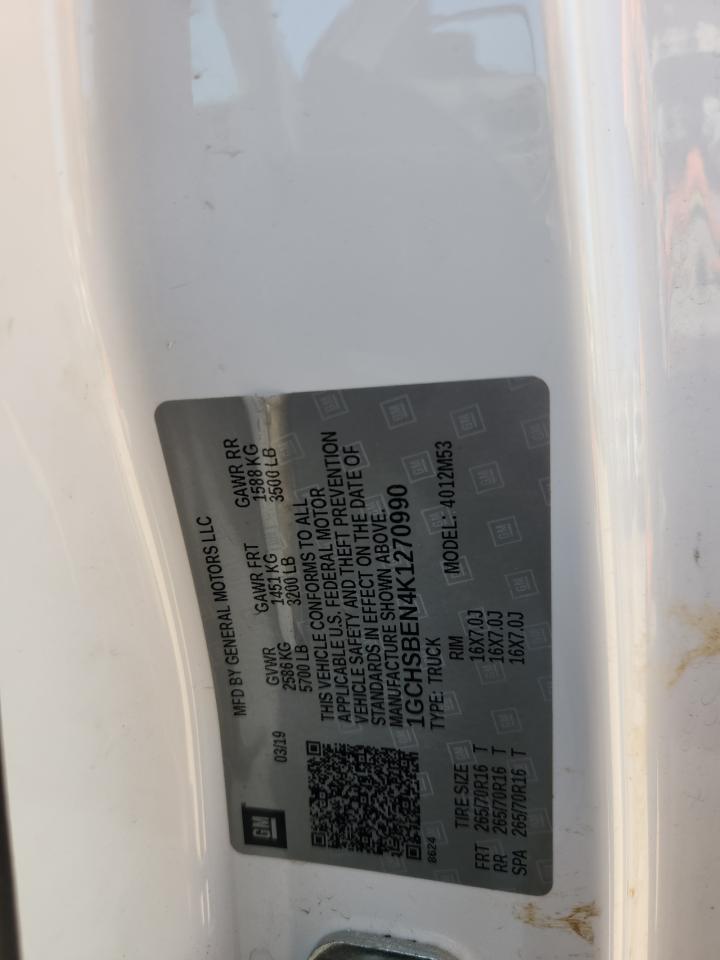 GM
03/19
MFD BY GENERAL MOTORS LLC
GVWR GAWR FRT GAWR RR
2586 KG 1451 KG 1588 KG
5700 LB 3200 LB 3500 LB
THIS VEHICLE CONFORMS TO ALL
APPLICABLE U.S. FEDERAL MOTOR
VEHICLE SAFETY AND THEFT PREVENTION
STANDARDS IN EFFECT ON THE DATE OF
MANUFACTURE SHOWN ABOVE.
1GCHSBEN4K1270990
8624
TYPE: TRUCK MODEL: 4012M53
TIRE SIZE RIM
FRT 265/70R16 T 16X7.0J
RR 265/70R16 T 16X7.0J
SPA 265/70R16 T 16X7.0J